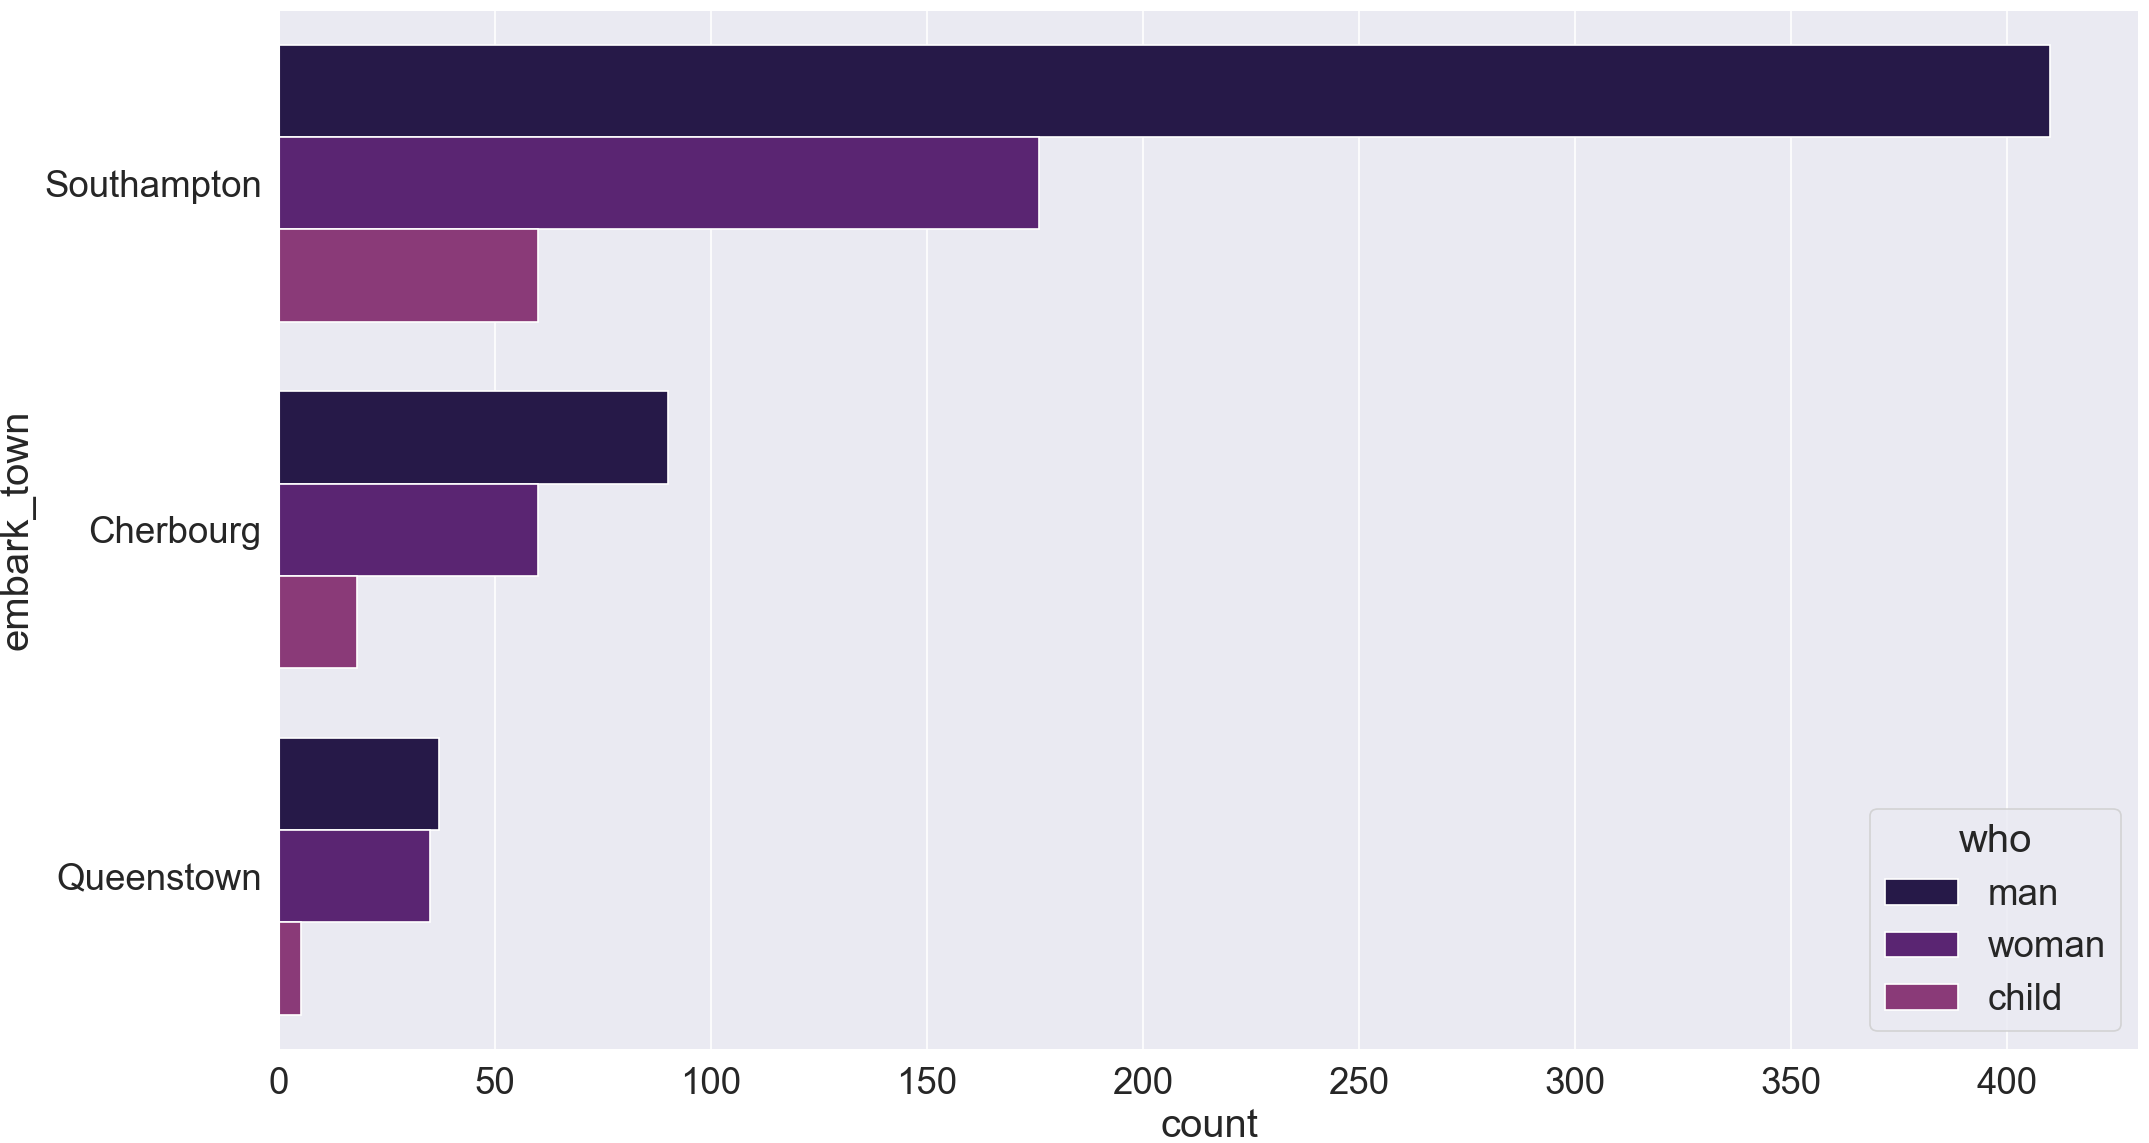 Southampton
Cherbourg
Queenstown
embark_town
0 50 100 150 200 250 300 350 400
count
who
man
woman
child